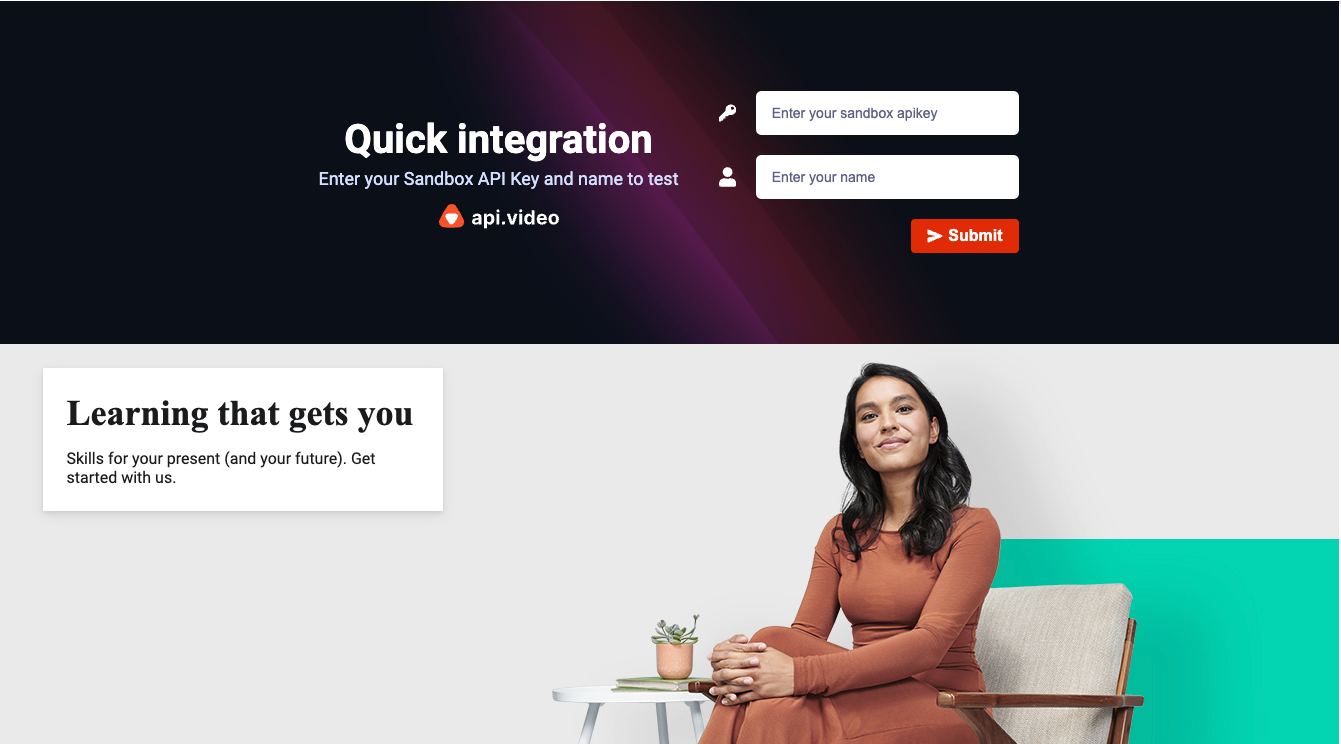 Quick integration
Enter your Sandbox API Key and name to test
api.video
Enter your sandbox apikey
Enter your name
Submit
Learning that gets you
Skills for your present (and your future). Get
started with us.